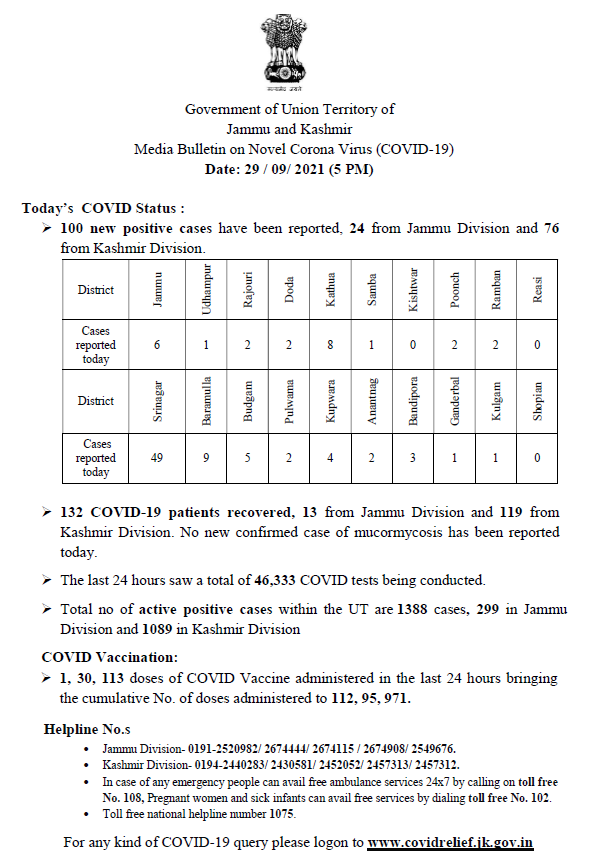 सत्यमेव जयते
Government of Union Territory of
Jammu and Kashmir
Media Bulletin on Novel Corona Virus (COVID-19)
Date: 29 / 09/ 2021 (5 PM)
Today's COVID Status :
➢ 100 new positive cases have been reported, 24 from Jammu Division and 76
from Kashmir Division.
District Jammu Udhampur Rajouri Doda Kathua Samba Kishtwar Poonch Ramban Reasi
Cases reported today 6 1 2 2 8 1 0 2 2 0
District Srinagar Baramulla Budgam Pulwama Kupwara Anantnag Bandipora Ganderbal Kulgam Shopian
Cases reported today 49 9 5 2 4 2 3 1 1 0
➢ 132 COVID-19 patients recovered, 13 from Jammu Division and 119 from
Kashmir Division. No new confirmed case of mucormycosis has been reported
today.
➢ The last 24 hours saw a total of 46,333 COVID tests being conducted.
➢ Total no of active positive cases within the UT are 1388 cases, 299 in Jammu
Division and 1089 in Kashmir Division
COVID Vaccination:
➢ 1, 30, 113 doses of COVID Vaccine administered in the last 24 hours bringing
the cumulative No. of doses administered to 112, 95, 971.
Helpline No.s
• Jammu Division- 0191-2520982/ 2674444/ 2674115 / 2674908/ 2549676.
• Kashmir Division- 0194-2440283/ 2430581/ 2452052/ 2457313/ 2457312.
• In case of any emergency people can avail free ambulance services 24x7 by calling on toll free
No. 108, Pregnant women and sick infants can avail free services by dialing toll free No. 102.
• Toll free national helpline number 1075.
For any kind of COVID-19 query please logon to www.covidrelief.jk.gov.in